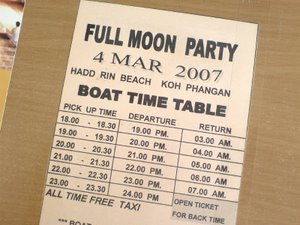 FULL MOON PARTY
4 MAR 2007
HADD RIN BEACH KOH PHANGAN
BOAT TIME TABLE
PICK UP TIME DEPARTURE RETURN
18.00 - 18.30 19.00 PM. 03.00 AM.
19.00 - 19.30 20.00 PM. 04.00 AM.
20.00 - 20.30 21.00 PM. 05.00 AM.
21.00 - 21.30 22.00 PM. 06.00 AM
22.00 - 22.30 23.00 PM. 07.00 AM.
23.00 - 23.30 24.00 PM OPEN TICKET
ALL TIME FREE TAXI FOR BACK TIME
*** BOAT